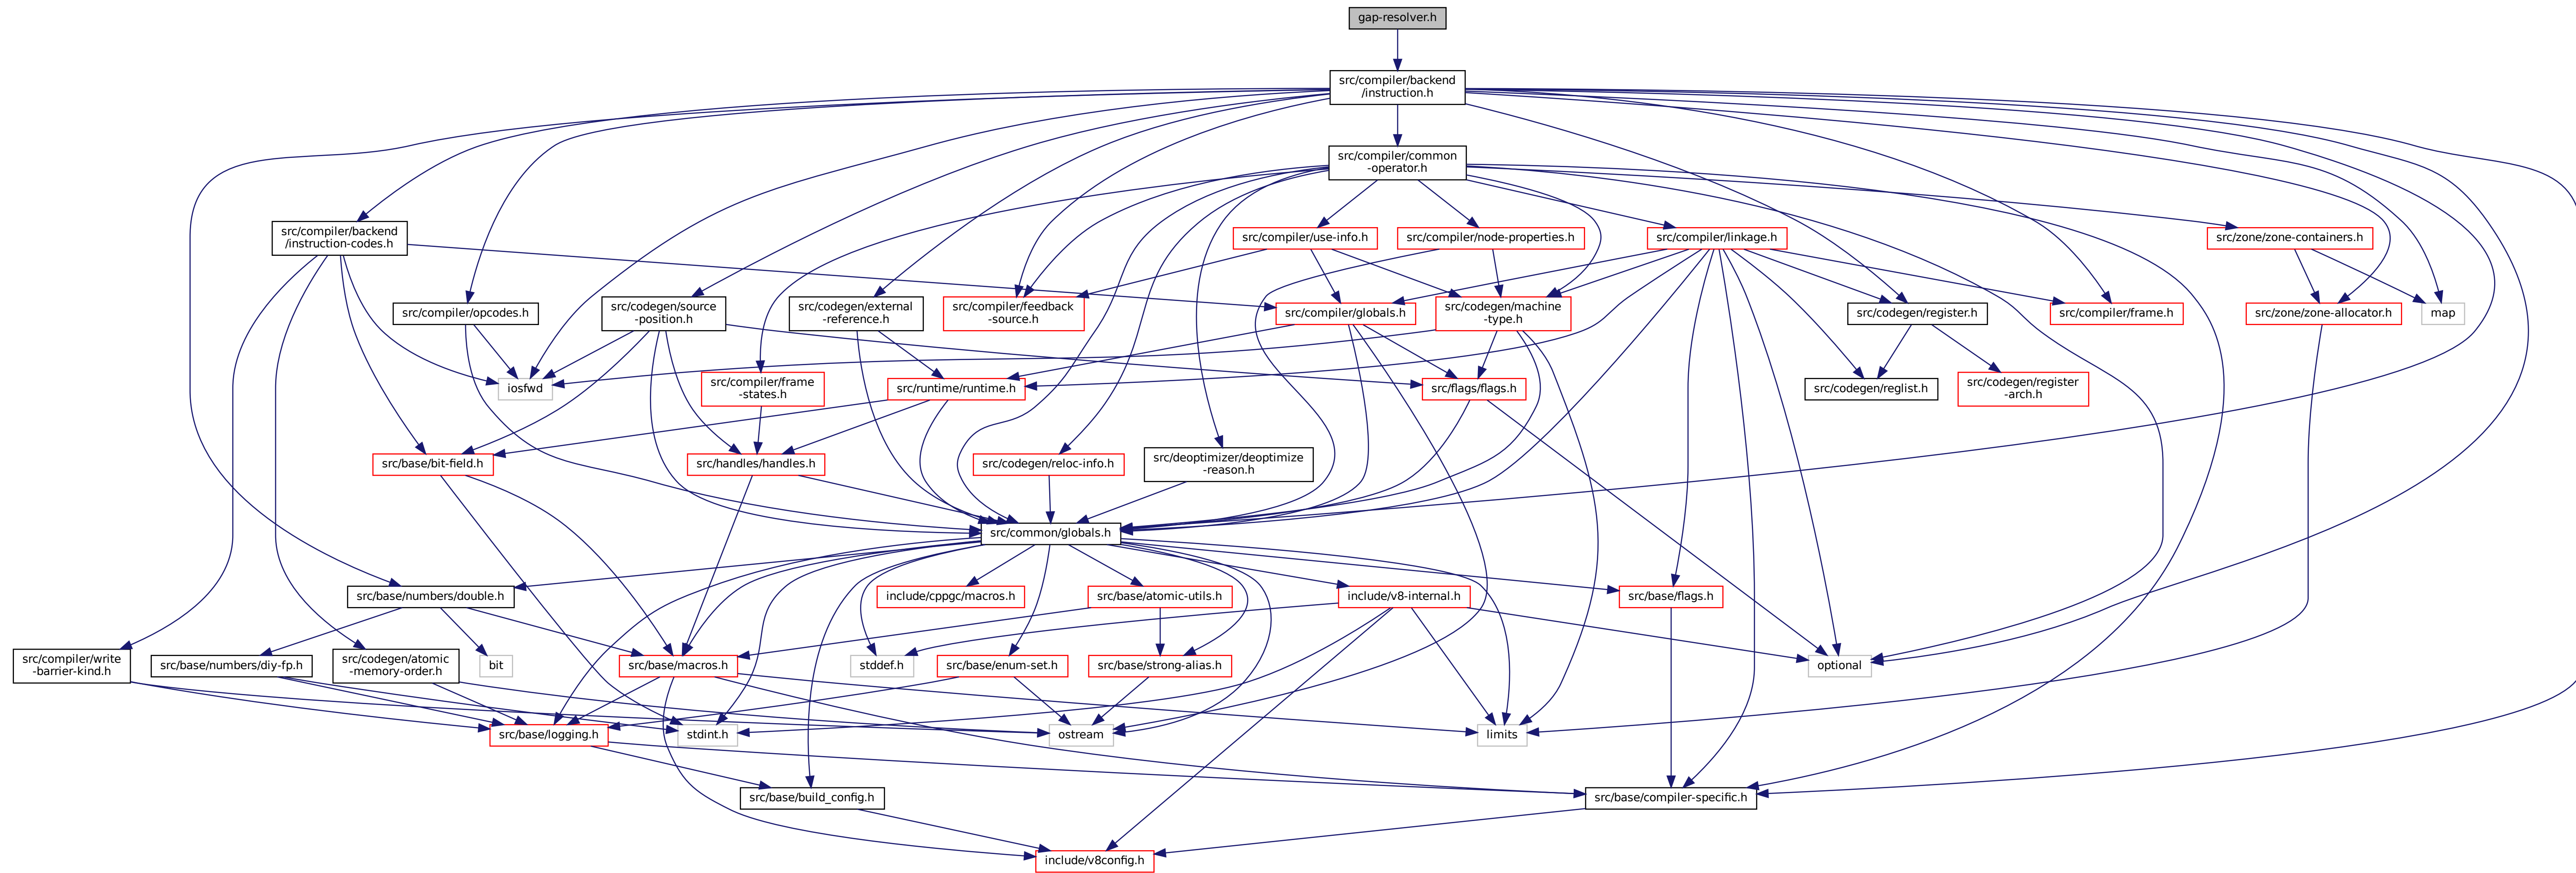 gap-resolver.h
src/compiler/backend
/instruction.h
src/compiler/common
-operator.h
src/compiler/backend
/instruction-codes.h
src/compiler/use-info.h
src/compiler/node-properties.h
src/compiler/linkage.h
src/zone/zone-containers.h
src/compiler/opcodes.h
src/codegen/source
-position.h
src/codegen/external
-reference.h
src/compiler/feedback
-source.h
src/compiler/globals.h
src/codegen/machine
-type.h
src/codegen/register.h
src/compiler/frame.h
src/zone/zone-allocator.h
map
iosfwd
src/compiler/frame
-states.h
src/runtime/runtime.h
src/flags/flags.h
src/codegen/reglist.h
src/codegen/register
-arch.h
src/base/bit-field.h
src/handles/handles.h
src/codegen/reloc-info.h
src/deoptimizer/deoptimize
-reason.h
src/common/globals.h
src/base/numbers/double.h
include/cppgc/macros.h
src/base/atomic-utils.h
include/v8-internal.h
src/base/flags.h
src/compiler/write
-barrier-kind.h
src/base/numbers/diy-fp.h
src/codegen/atomic
-memory-order.h
bit
src/base/macros.h
stddef.h
src/base/enum-set.h
src/base/strong-alias.h
optional
src/base/logging.h
stdint.h
ostream
limits
src/base/build_config.h
src/base/compiler-specific.h
include/v8config.h